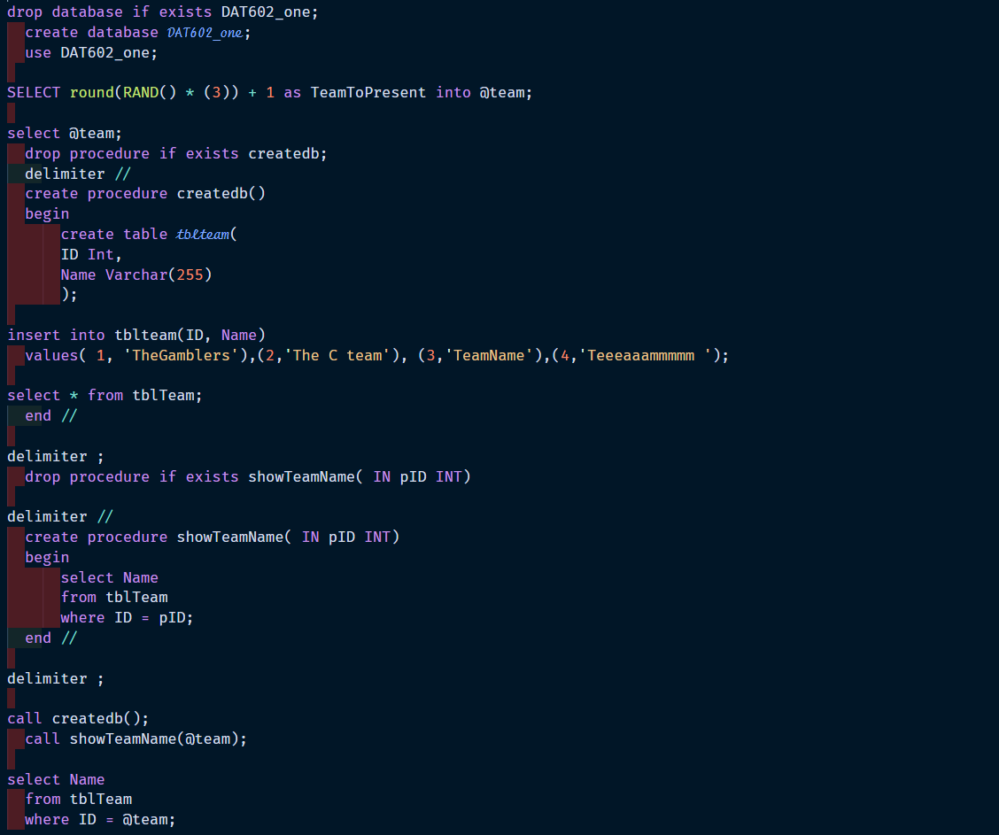 drop database if exists DAT602_one;
create database DAT602_one;
use DAT602_one;
SELECT round(RAND() * (3)) + 1 as TeamToPresent into @team;
select @team;
drop procedure if exists createdb;
delimiter //
create procedure createdb()
begin
create table tblteam(
ID Int,
Name Varchar(255)
);
insert into tblteam(ID, Name)
values( 1, 'TheGamblers'),(2,'The C team'), (3,'TeamName'),(4,'Teeeaaammmmm ');
select * from tblTeam;
end //
delimiter ;
drop procedure if exists showTeamName( IN pID INT)
delimiter //
create procedure showTeamName( IN pID INT)
begin
select Name
from tblTeam
where ID = pID;
end //
delimiter ;
call createdb();
call showTeamName(@team);
select Name
from tblTeam
where ID = @team;